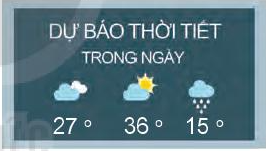 DỰ BÁO THỜI TIẾT
TRONG NGÀY
27 ° 36 ° 15 °